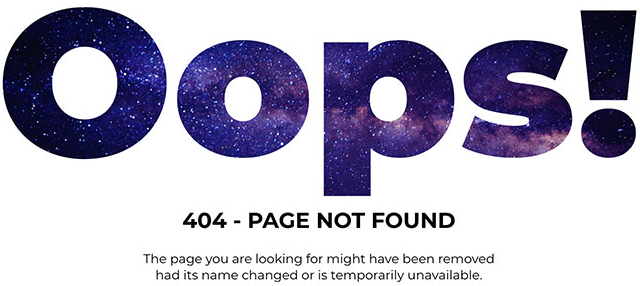 Oops!
404 - PAGE NOT FOUND
The page you are looking for might have been removed
had its name changed or is temporarily unavailable.